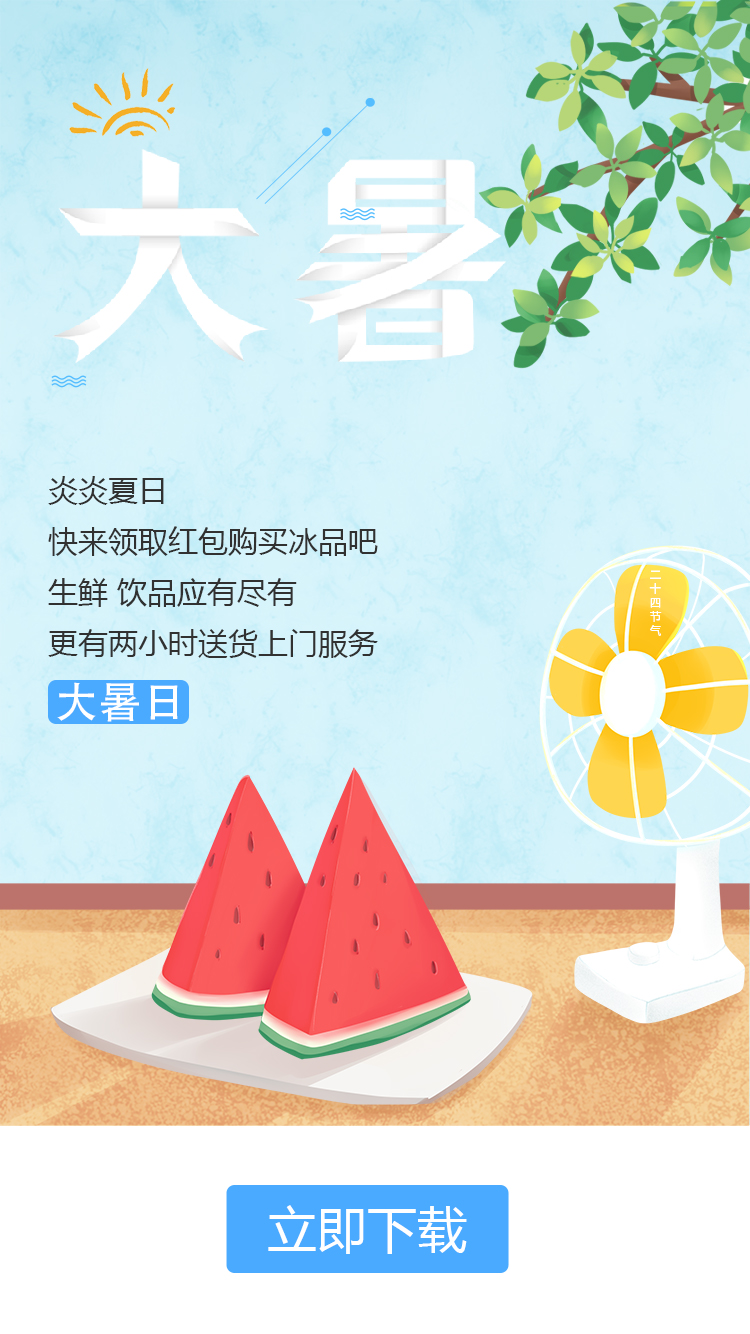 大暑
炎炎夏日
快来领取红包购买冰品吧
生鲜 饮品应有尽有
更有两小时送货上门服务
大暑日
二十四节气
立即下载